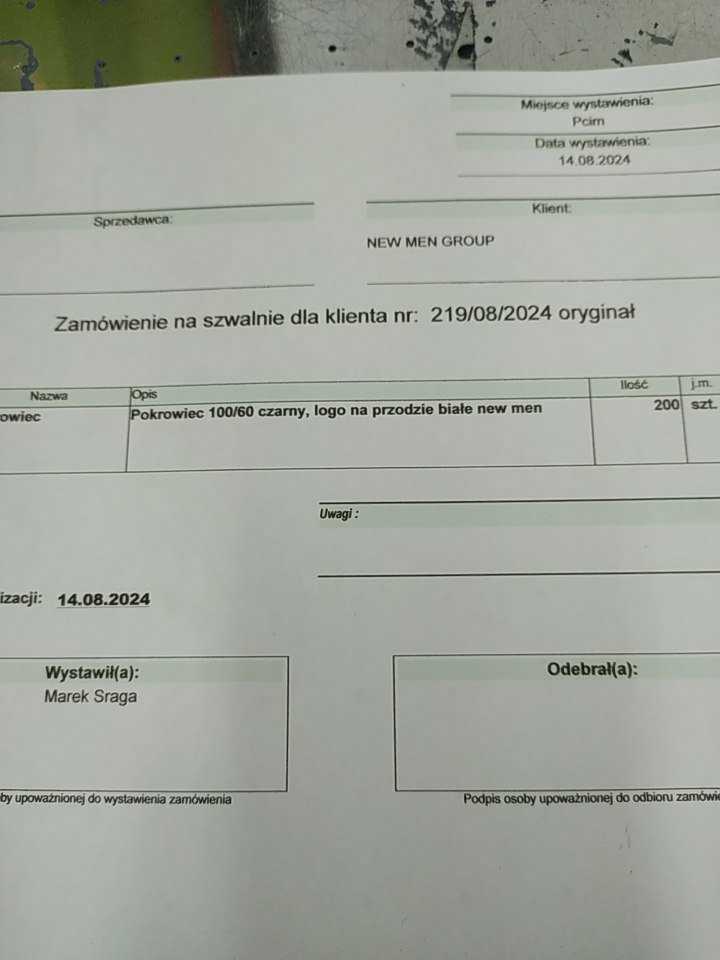 Miejsce wystawienia:
Pcim
Data wystawienia:
14.08.2024
Sprzedawca:
Klient:
NEW MEN GROUP
Zamówienie na szwalnie dla klienta nr: 219/08/2024 oryginał
Nazwa Opis Ilość j.m.
owiec Pokrowiec 100/60 czarny, logo na przodzie białe new men 200 szt.
Uwagi :
izacji: 14.08.2024
Wystawił(a):
Marek Sraga
Odebrał(a):
by upoważnionej do wystawienia zamówienia
Podpis osoby upoważnionej do odbioru zamówie